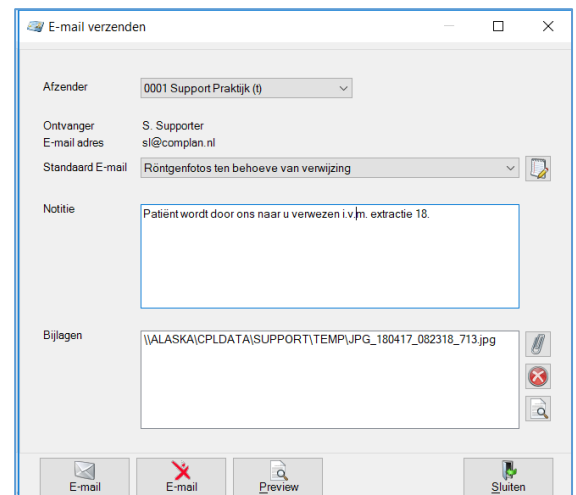 E-mail verzenden
Afzender 0001 Support Praktijk (t)
Ontvanger S. Supporter
E-mail adres sl@complan.nl
Standaard E-mail Röntgenfotos ten behoeve van verwijzing
Notitie Patiënt wordt door ons naar u verwezen i.v.m. extractie 18.
Bijlagen \\ALASKA\CPLDATA\SUPPORT\TEMP\JPG_180417_082318_713.jpg
E-mail E-mail Preview Sluiten